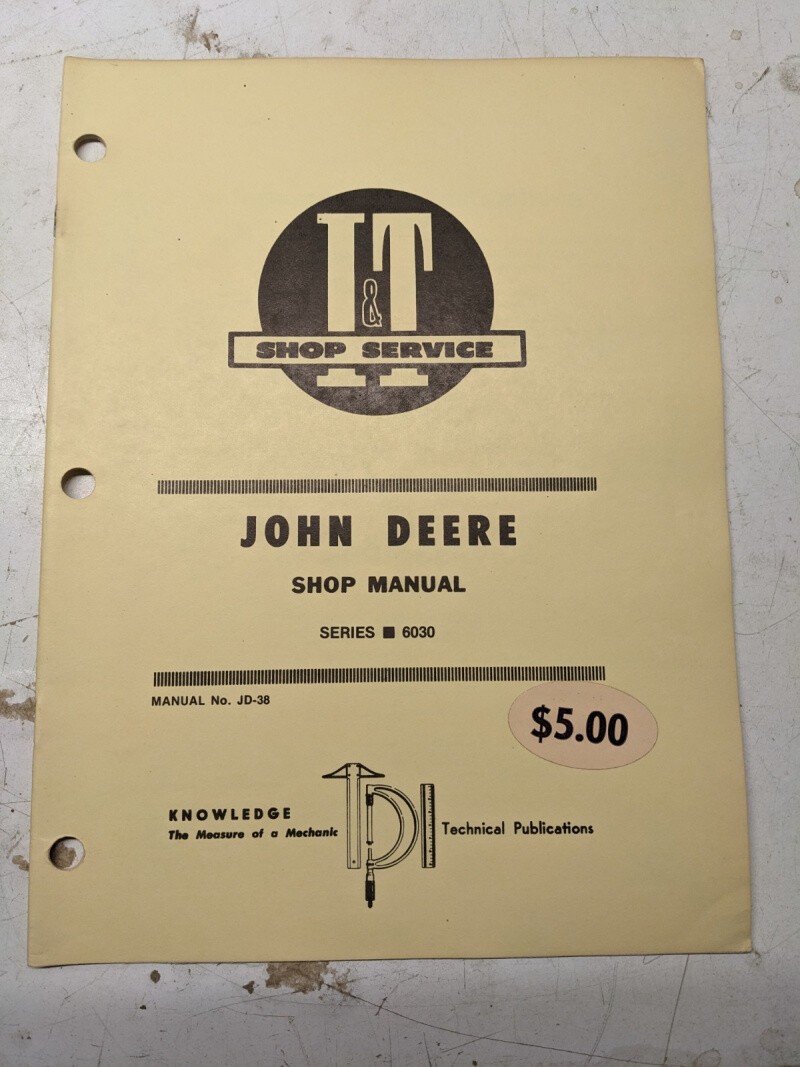 I&T
SHOP SERVICE
JOHN DEERE
SHOP MANUAL
SERIES ■ 6030
MANUAL No. JD-38
$5.00
KNOWLEDGE
The Measure of a Mechanic
Technical Publications